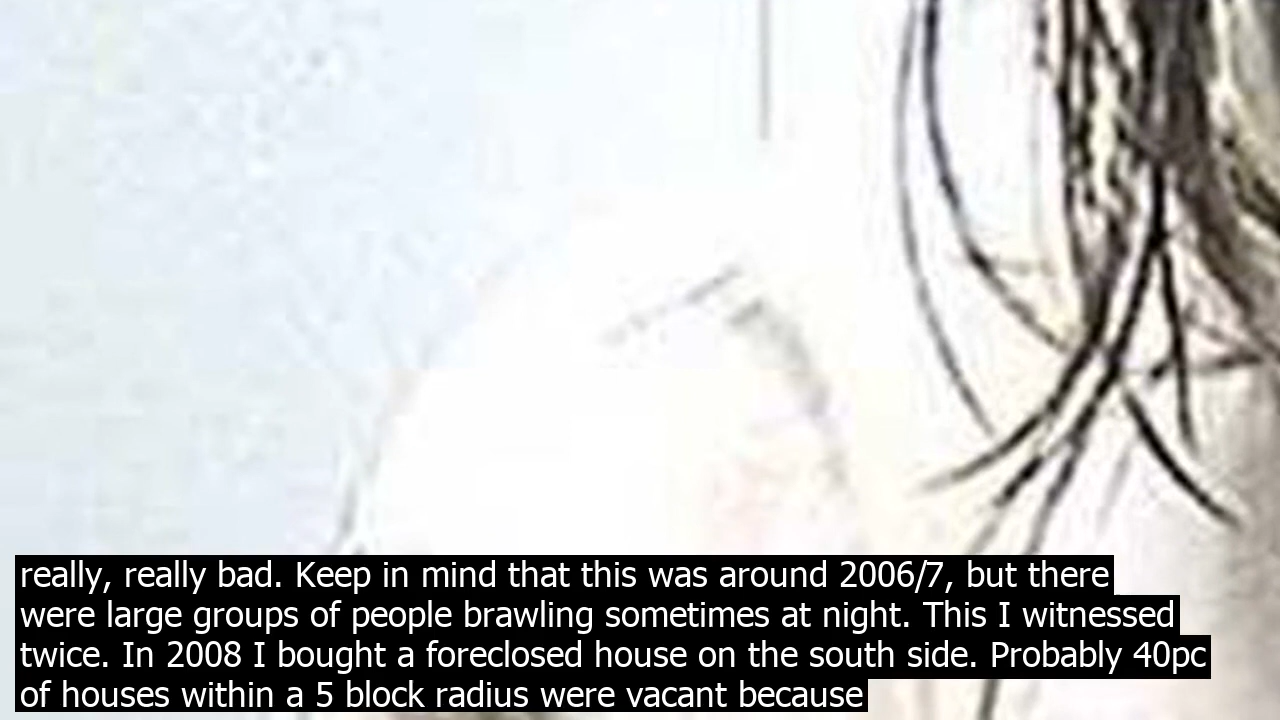 really, really bad. Keep in mind that this was around 2006/7, but there
were large groups of people brawling sometimes at night. This I witnessed
twice. In 2008 I bought a foreclosed house on the south side. Probably 40pc
of houses within a 5 block radius were vacant because